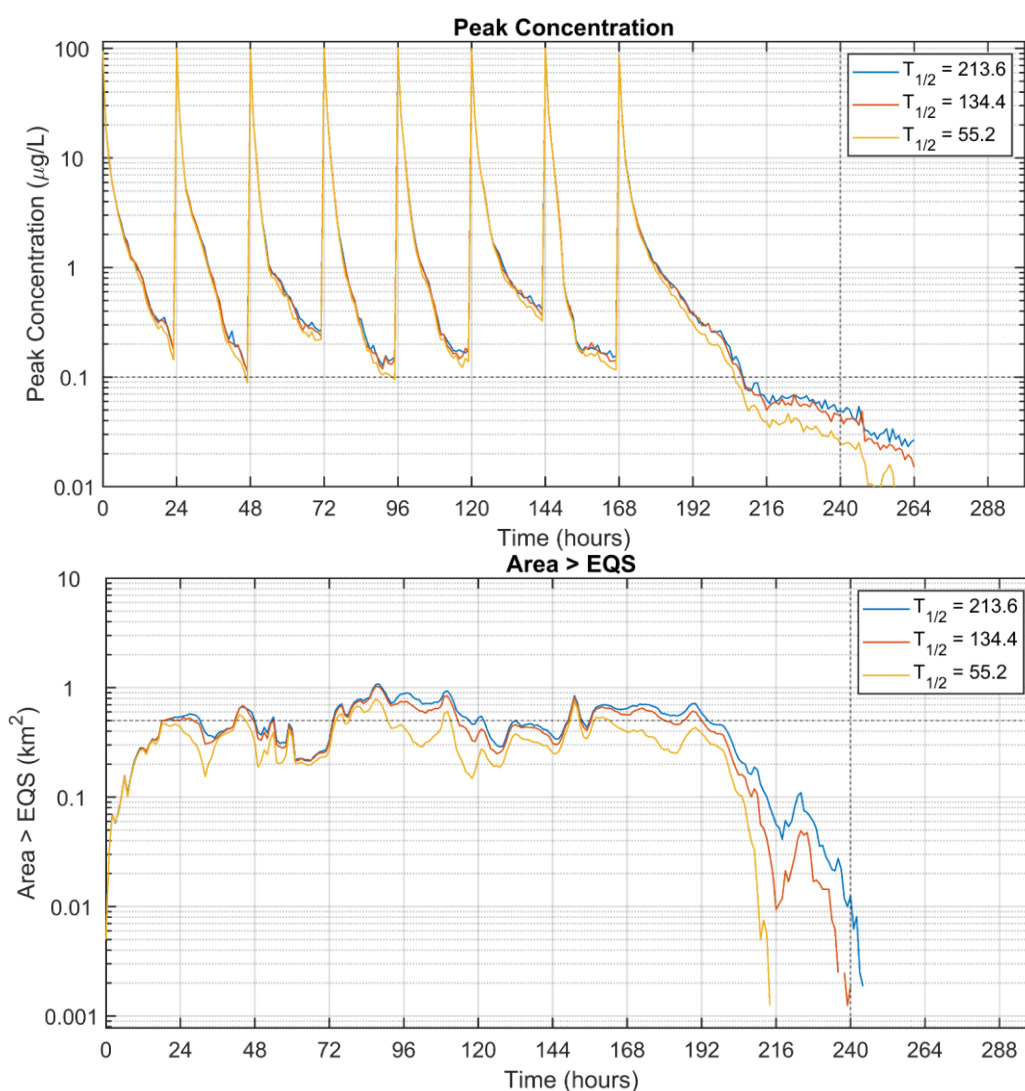 Peak Concentration
100
10
1
0.1
0.01
Peak Concentration (μg/L)
T1/2 = 213.6
T1/2 = 134.4
T1/2 = 55.2
0 24 48 72 96 120 144 168 192 216 240 264 288
Time (hours)
Area > EQS
10
1
0.1
0.01
0.001
Area > EQS (km²)
T1/2 = 213.6
T1/2 = 134.4
T1/2 = 55.2
0 24 48 72 96 120 144 168 192 216 240 264 288
Time (hours)